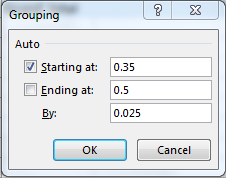 Grouping
Auto
Starting at: 0.35
Ending at: 0.5
By: 0.025
OK Cancel